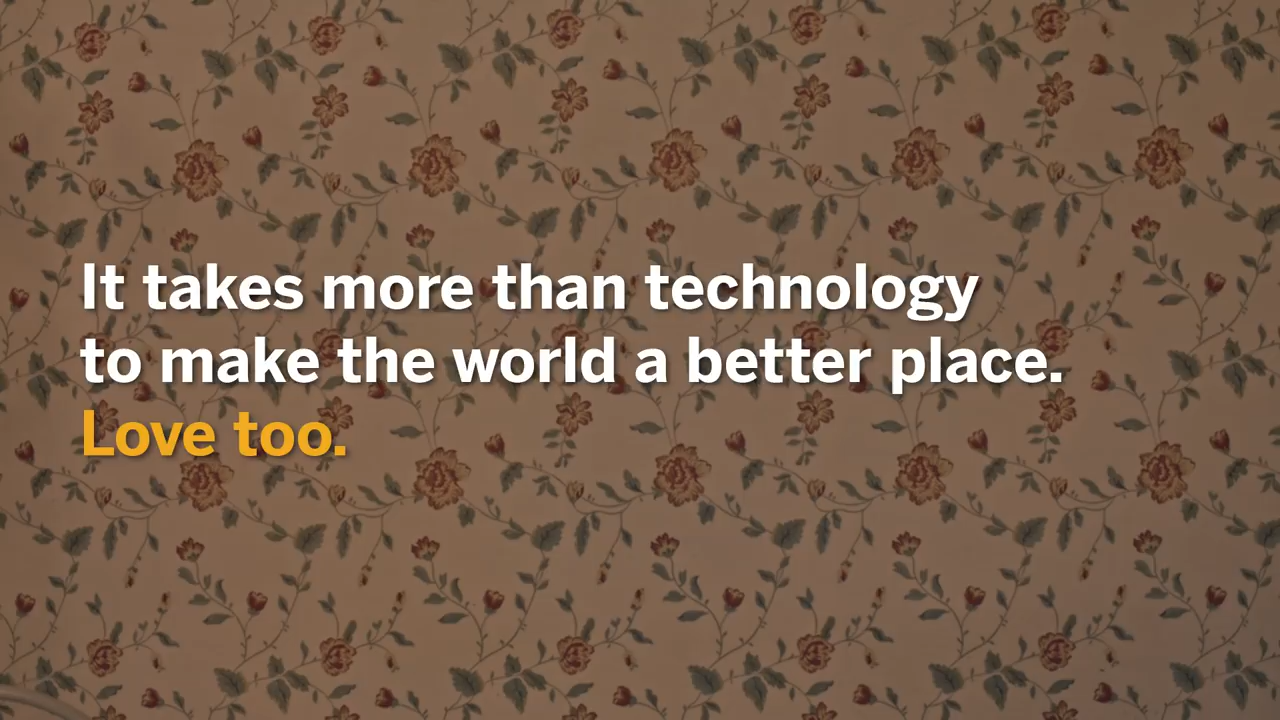 It takes more than technology
to make the world a better place.
Love too.